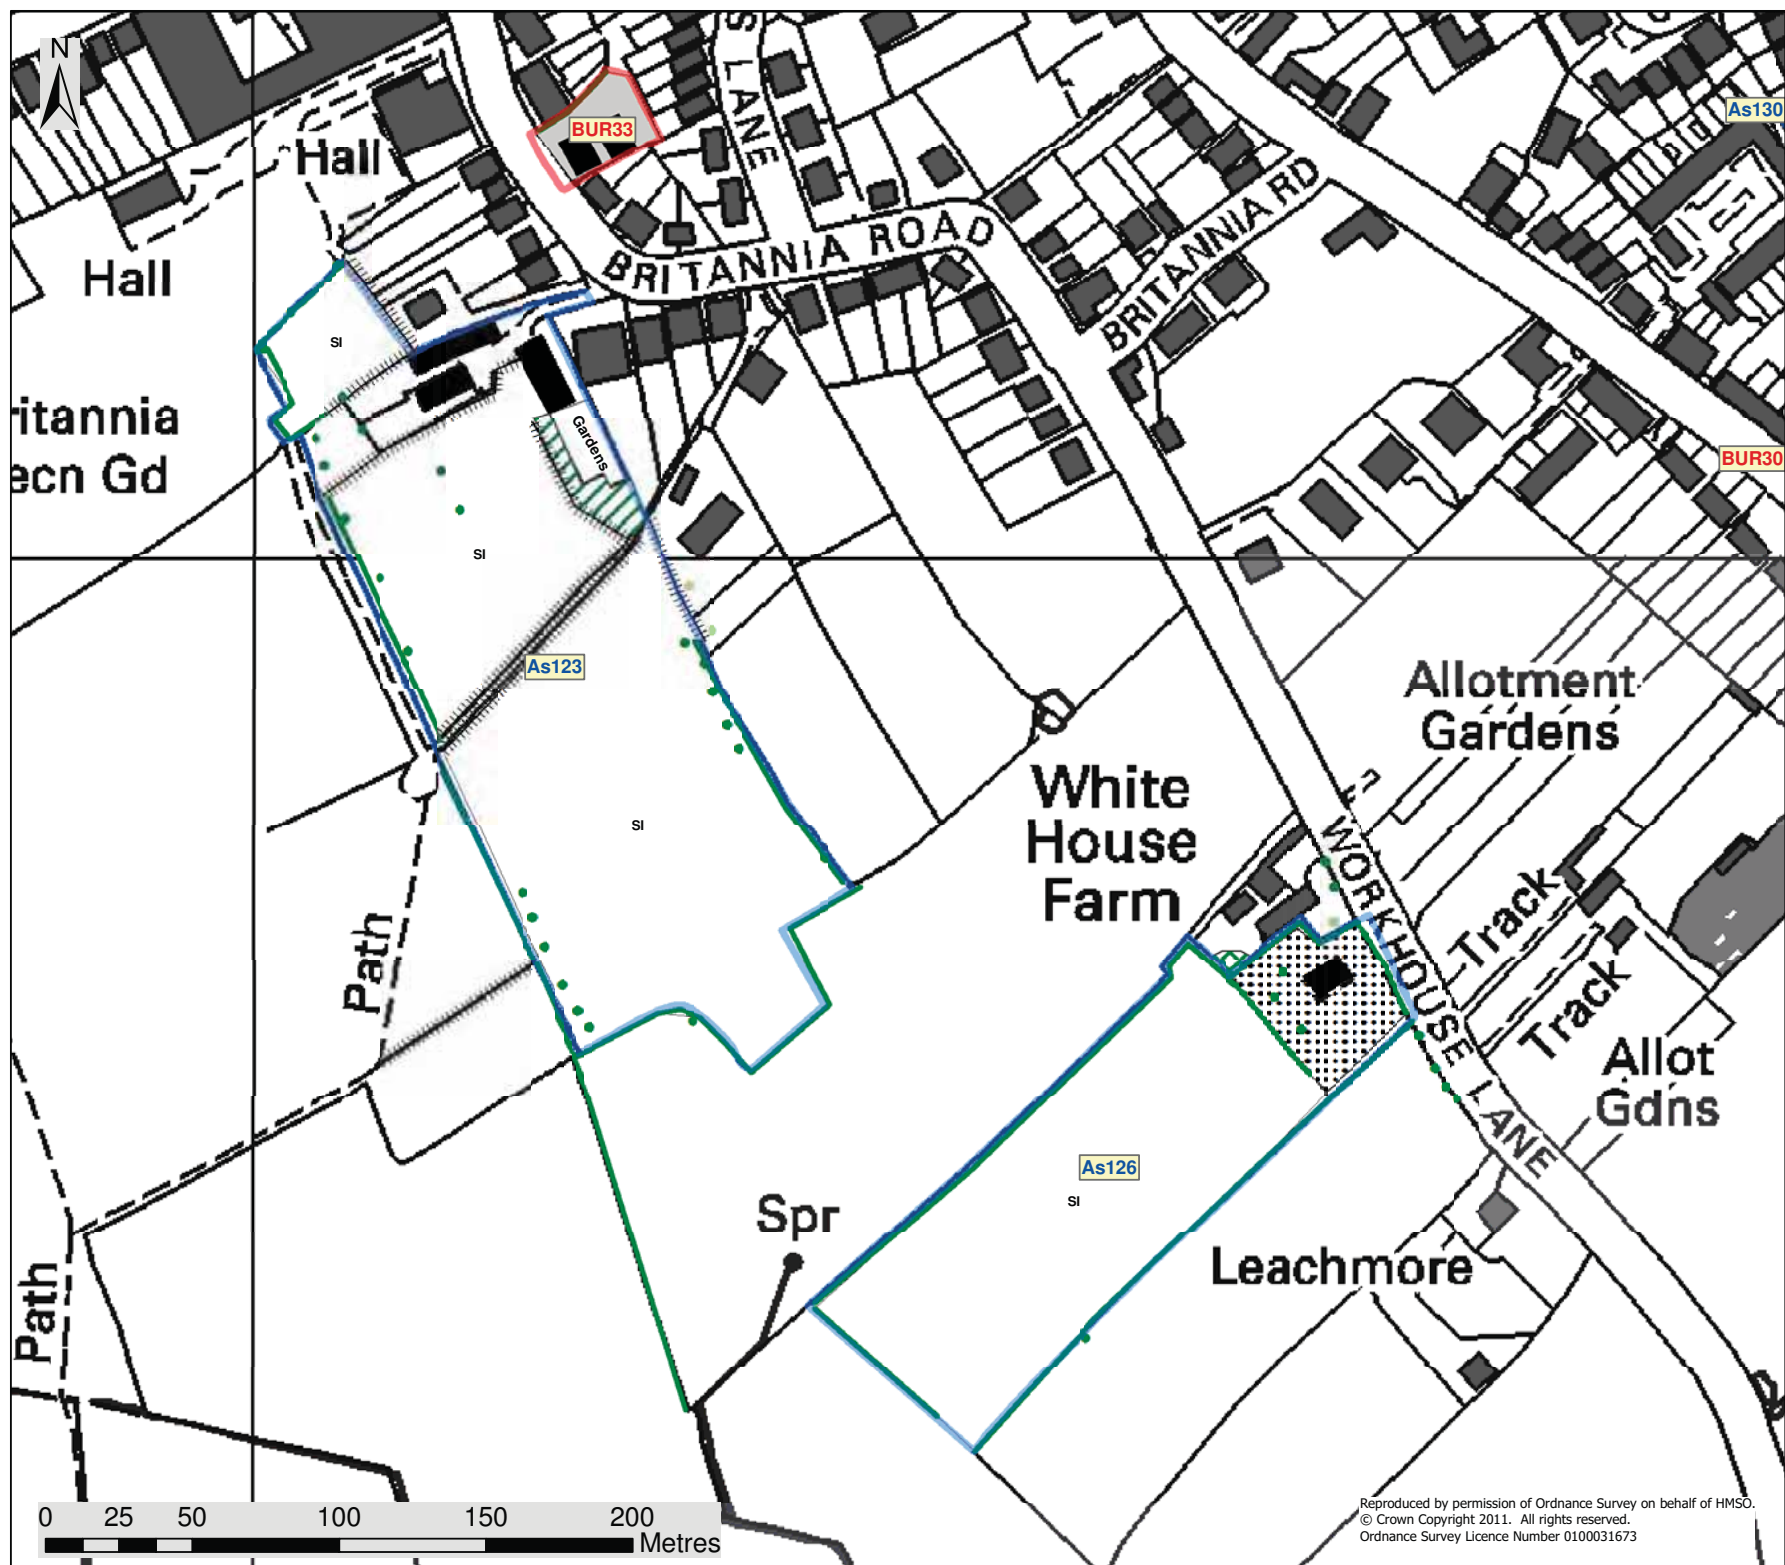 N
BUR33
S LANE
As130
Hall
Hall
BRITANNIA ROAD
BRITANNIA RD
SI
ritannia
ecn Gd
Gardens
BUR30
SI
As123
Allotment
Gardens
White
House
Farm
SI
WORKHOUSE LANE
Track
Track
Path
Allot
Gdns
As126
SI
Spr
Leachmore
Path
0 25 50 100 150 200
Metres
Reproduced by permission of Ordnance Survey on behalf of HMSO.
© Crown Copyright 2011. All rights reserved.
Ordnance Survey Licence Number 0100031673